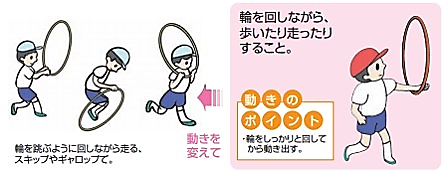 輪を跳ぶように回しながら走る、
スキップやギャロップで。
動きを
変えて
輪を回しながら、
歩いたり走ったり
すること。
動きの
ポイント
・輪をしっかりと回して
から動き出す。